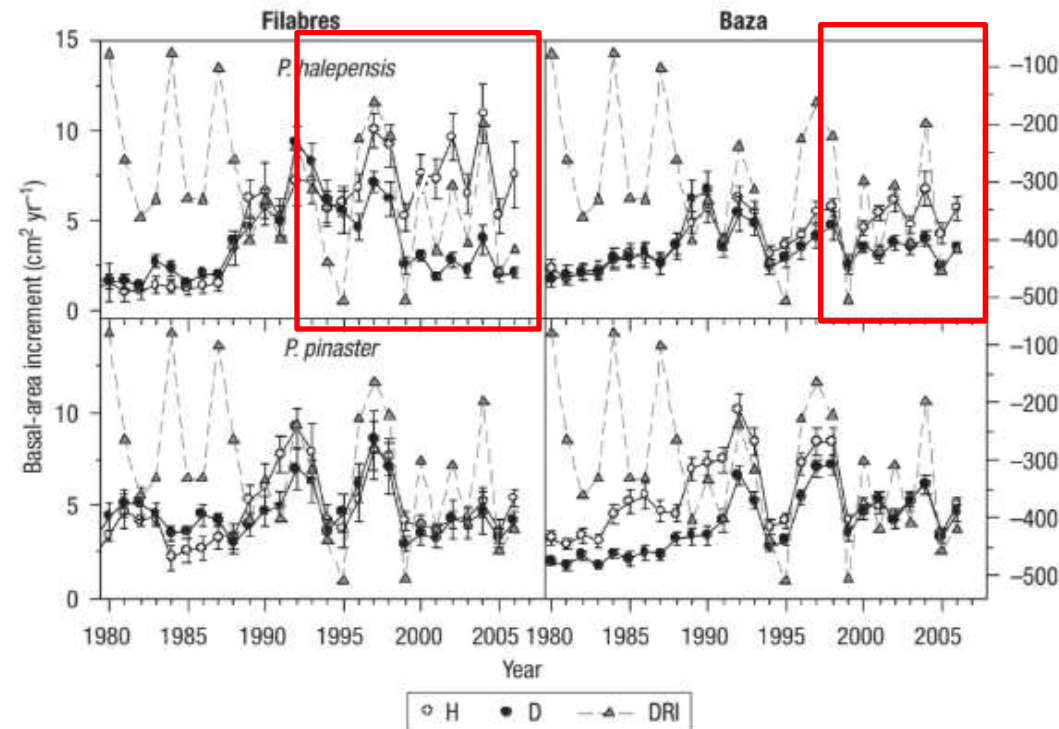 Filabres
Baza
15
10
5
0
P. halepensis
-100
-200
-300
-400
-500
Basal-area increment (cm² yr⁻¹)
10
5
0
P. pinaster
-100
-200
-300
-400
-500
1980 1985 1990 1995 2000 2005 1980 1985 1990 1995 2000 2005
Year
H D DRI